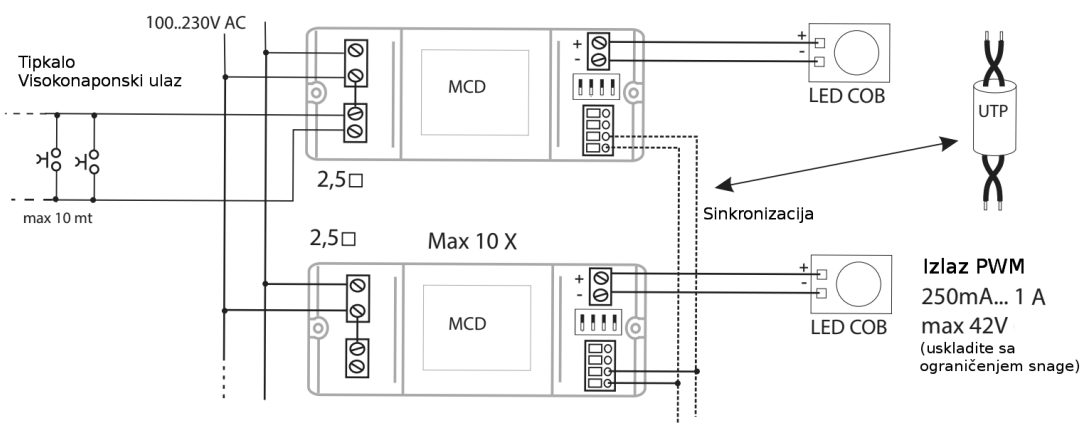 100..230V AC
Tipkalo
Visokonaponski ulaz
MCD
+
-
+
-
LED COB
UTP
max 10 mt
2,5□
Sinkronizacija
2,5□
Max 10 X
MCD
+
-
+
-
LED COB
Izlaz PWM
250mA... 1 A
max 42V
(uskladite sa
ograničenjem snage)